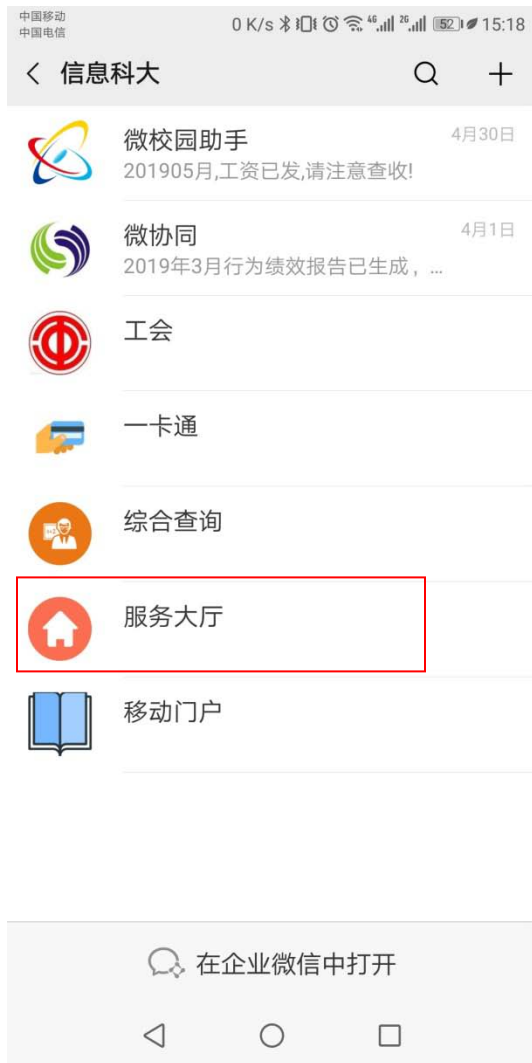 中国移动
中国电信
0 K/s 4G 2G 52 15:18
信息科大
微校园助手 4月30日
201905月,工资已发,请注意查收!
微协同 4月1日
2019年3月行为绩效报告已生成，...
工会
一卡通
综合查询
服务大厅
移动门户
在企业微信中打开